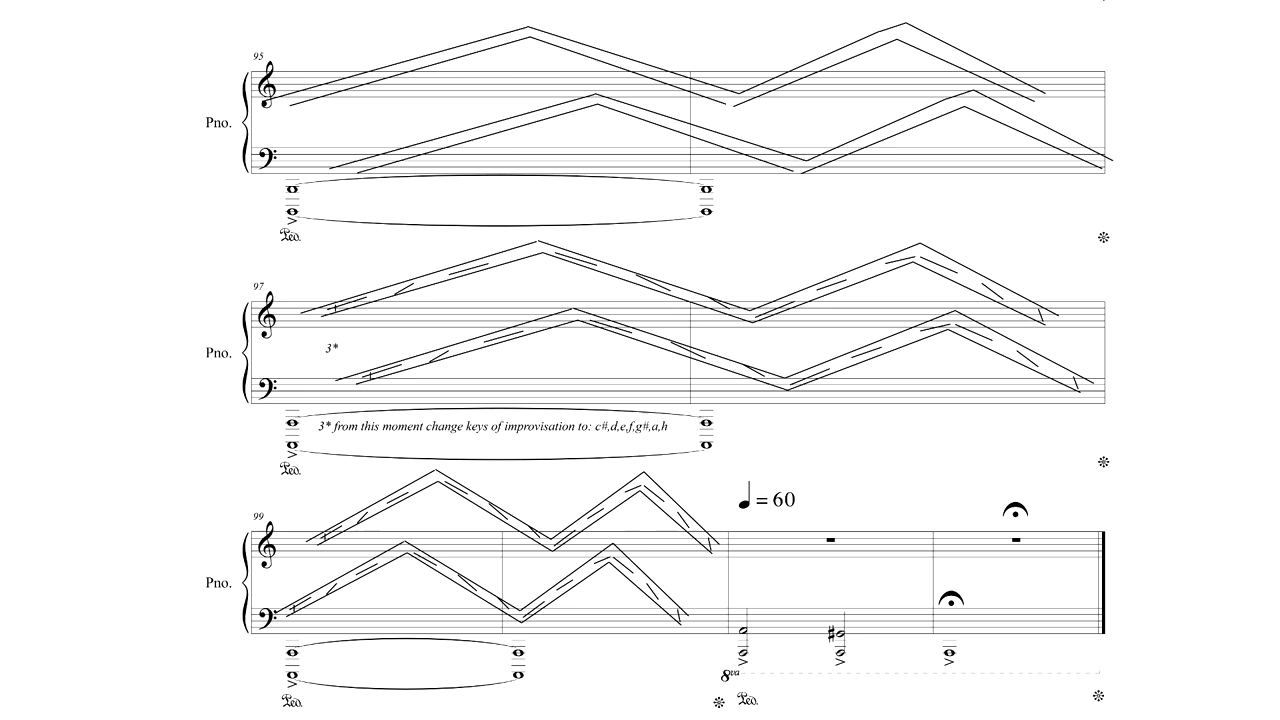 95
Pno.
Ped.
97
Pno.
3*
3* from this moment change keys of improvisation to: c#,d,e,f,g#,a,h
Ped.
99
= 60
Pno.
8va
Ped.
Ped.